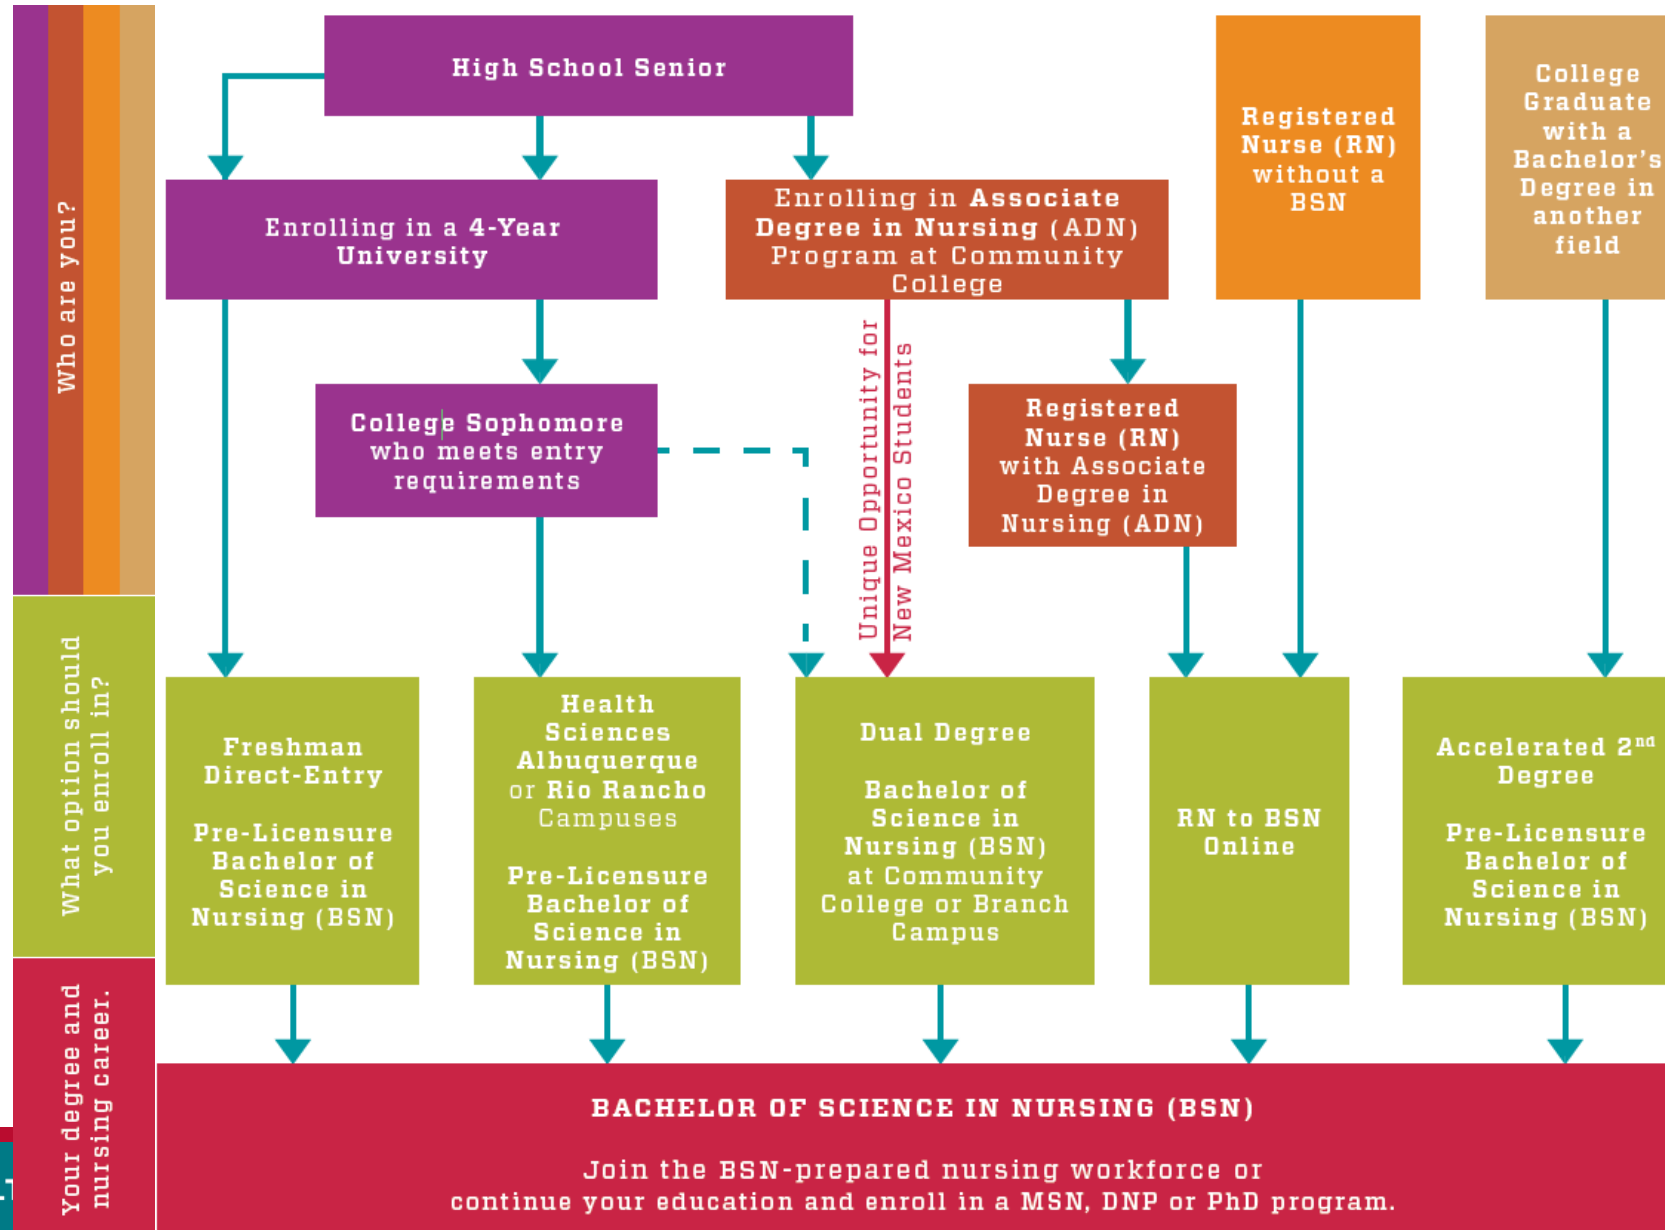 Who are you?
High School Senior
Registered
Nurse (RN)
without a
BSN
College
Graduate
with a
Bachelor's
Degree in
another
field
Enrolling in a 4-Year
University
Enrolling in Associate
Degree in Nursing (ADN)
Program at Community
College
College Sophomore
who meets entry
requirements
Unique Opportunity for
New Mexico Students
Registered
Nurse (RN)
with Associate
Degree in
Nursing (ADN)
What option should
you enroll in?
Freshman
Direct-Entry
Pre-Licensure
Bachelor of
Science in
Nursing (BSN)
Health
Sciences
Albuquerque
or Rio Rancho
Campuses
Pre-Licensure
Bachelor of
Science in
Nursing (BSN)
Dual Degree
Bachelor of
Science in
Nursing (BSN)
at Community
College or Branch
Campus
RN to BSN
Online
Accelerated 2nd
Degree
Pre-Licensure
Bachelor of
Science in
Nursing (BSN)
Your degree and
nursing career.
BACHELOR OF SCIENCE IN NURSING (BSN)
Join the BSN-prepared nursing workforce or
continue your education and enroll in a MSN, DNP or PhD program.